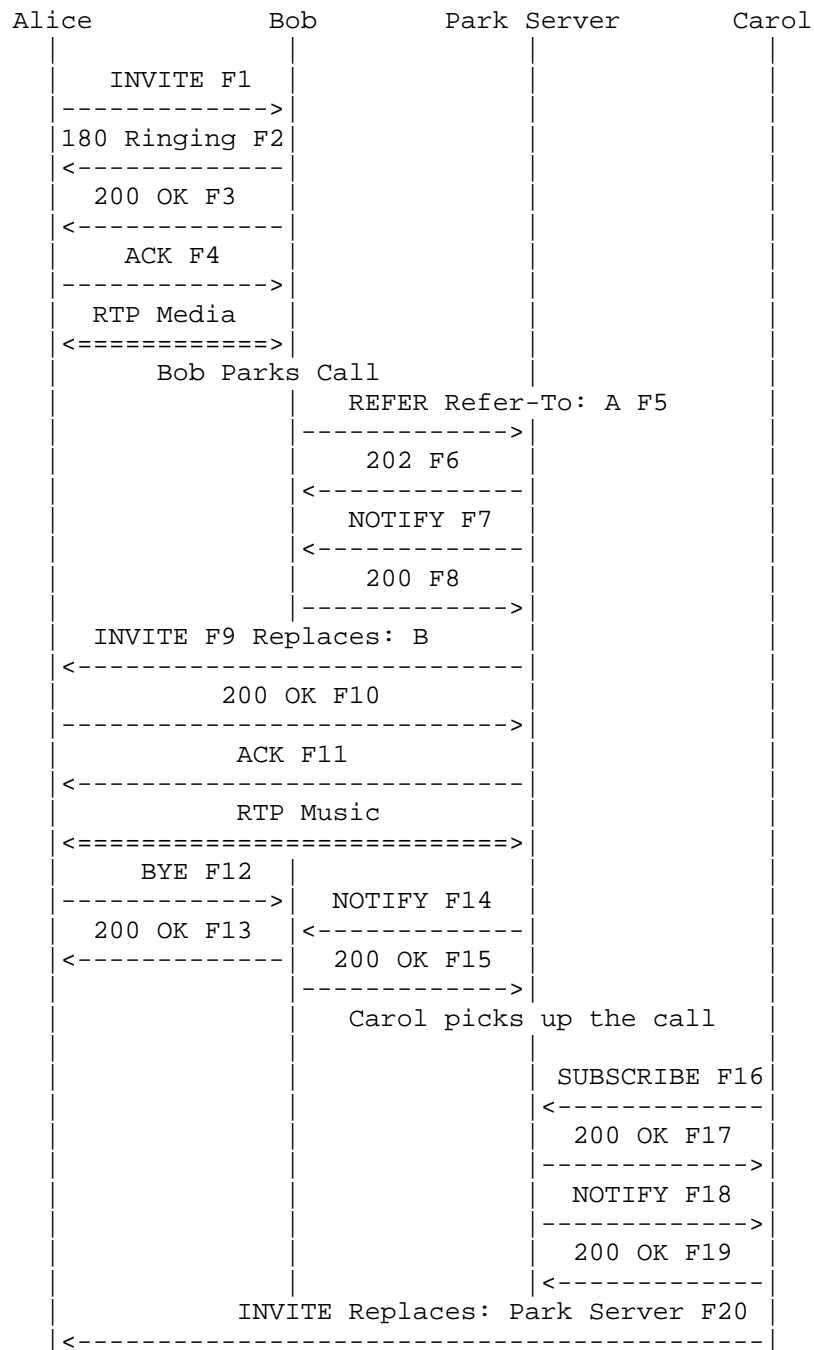 Alice Bob Park Server Carol
INVITE F1
180 Ringing F2
200 OK F3
ACK F4
RTP Media
Bob Parks Call
REFER Refer-To: A F5
202 F6
NOTIFY F7
200 F8
INVITE F9 Replaces: B
200 OK F10
ACK F11
RTP Music
BYE F12
NOTIFY F14
200 OK F13
200 OK F15
Carol picks up the call
SUBSCRIBE F16
200 OK F17
NOTIFY F18
200 OK F19
INVITE Replaces: Park Server F20